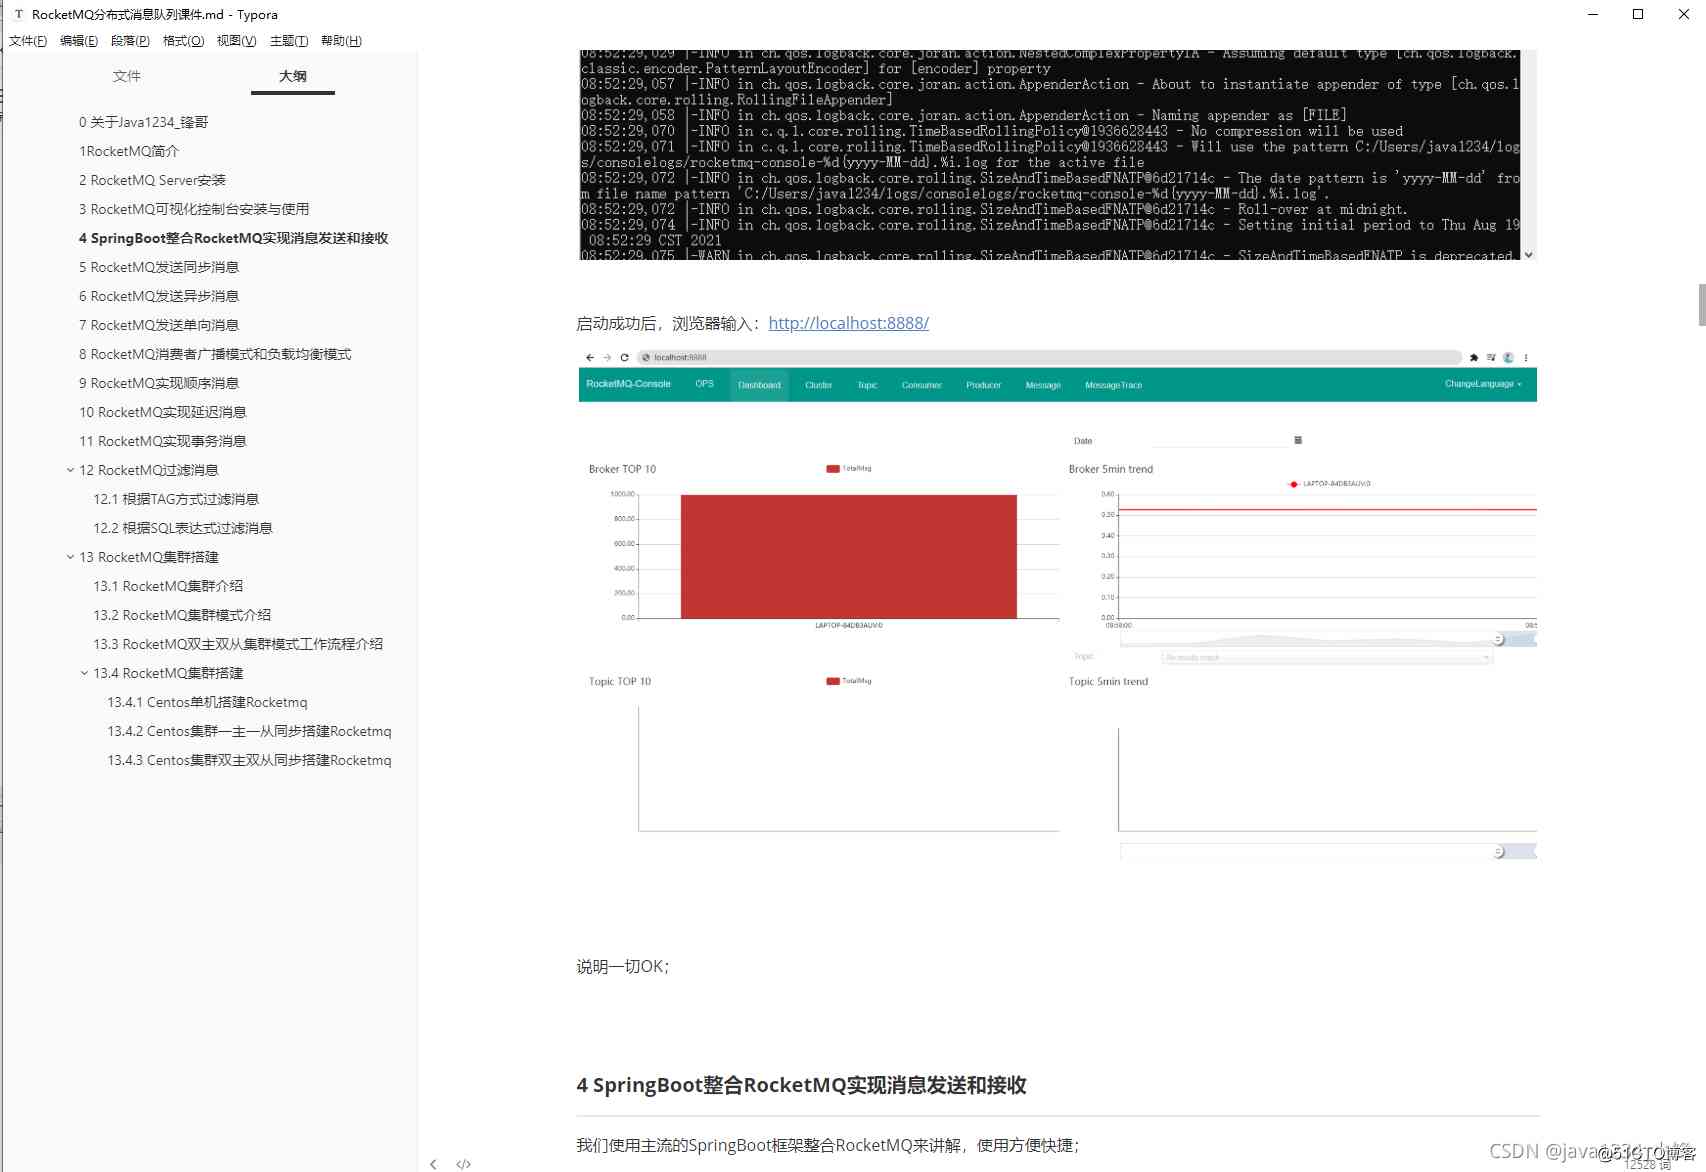 RocketMQ分布式消息队列课件.md - Typora
文件(F) 编辑(E) 段落(P) 格式(O) 视图(V) 主题(T) 帮助(H)
文件 大纲
0 关于Java1234_锋哥
1RocketMQ简介
2 RocketMQ Server安装
3 RocketMQ可视化控制台安装与使用
4 SpringBoot整合RocketMQ实现消息发送和接收
5 RocketMQ发送同步消息
6 RocketMQ发送异步消息
7 RocketMQ发送单向消息
8 RocketMQ消费者广播模式和负载均衡模式
9 RocketMQ实现顺序消息
10 RocketMQ实现延迟消息
11 RocketMQ实现事务消息
12 RocketMQ过滤消息
12.1 根据TAG方式过滤消息
12.2 根据SQL表达式过滤消息
13 RocketMQ集群搭建
13.1 RocketMQ集群介绍
13.2 RocketMQ集群模式介绍
13.3 RocketMQ双主双从集群模式工作流程介绍
13.4 RocketMQ集群搭建
13.4.1 Centos单机搭建Rocketmq
13.4.2 Centos集群一主一从同步搭建Rocketmq
13.4.3 Centos集群双主双从同步搭建Rocketmq
08:52:29,029 |-INFO in ch.qos.logback.core.joran.action.NestedComplexPropertyIA - Assuming default type [ch.qos.logback.
classic.encoder.PatternLayoutEncoder] for [encoder] property
08:52:29,057 |-INFO in ch.qos.logback.core.joran.action.AppenderAction - About to instantiate appender of type [ch.qos.l
ogback.core.rolling.RollingFileAppender]
08:52:29,058 |-INFO in ch.qos.logback.core.joran.action.AppenderAction - Naming appender as [FILE]
08:52:29,070 |-INFO in c.q.l.core.rolling.TimeBasedRollingPolicy@1936628443 - No compression will be used
08:52:29,071 |-INFO in c.q.l.core.rolling.TimeBasedRollingPolicy@1936628443 - Will use the pattern C:/Users/java1234/log
s/consolelogs/rocketmq-console-%d{yyyy-MM-dd}.%i.log for the active file
08:52:29,072 |-INFO in ch.qos.logback.core.rolling.SizeAndTimeBasedFNATP@6d21714c - The date pattern is 'yyyy-MM-dd' fro
m file name pattern 'C:/Users/java1234/logs/consolelogs/rocketmq-console-%d{yyyy-MM-dd}.%i.log'.
08:52:29,072 |-INFO in ch.qos.logback.core.rolling.SizeAndTimeBasedFNATP@6d21714c - Roll-over at midnight.
08:52:29,074 |-INFO in ch.qos.logback.core.rolling.SizeAndTimeBasedFNATP@6d21714c - Setting initial period to Thu Aug 19
08:52:29 CST 2021
08:52:29,075 |-WARN in ch.qos.logback.core.rolling.SizeAndTimeBasedFNATP@6d21714c - SizeAndTimeBasedFNATP is deprecated.
启动成功后，浏览器输入：http://localhost:8888/
localhost:8888
RocketMQ-Console OPS Dashboard Cluster Topic Consumer Producer Message MessageTrace ChangeLanguage
Date
Broker TOP 10 TotalMsg
1000.00
800.00
600.00
400.00
200.00
0.00
LAPTOP-84DB3AUV:0
Broker 5min trend
LAPTOP-84DB3AUV:0
0.60
0.50
0.40
0.30
0.20
0.10
0.00
Topic
Topic TOP 10 TotalMsg
Topic 5min trend
说明一切OK；
4 SpringBoot整合RocketMQ实现消息发送和接收
我们使用主流的SpringBoot框架整合RocketMQ来讲解，使用方便快捷；
</>
12528 词
@51CTO博客